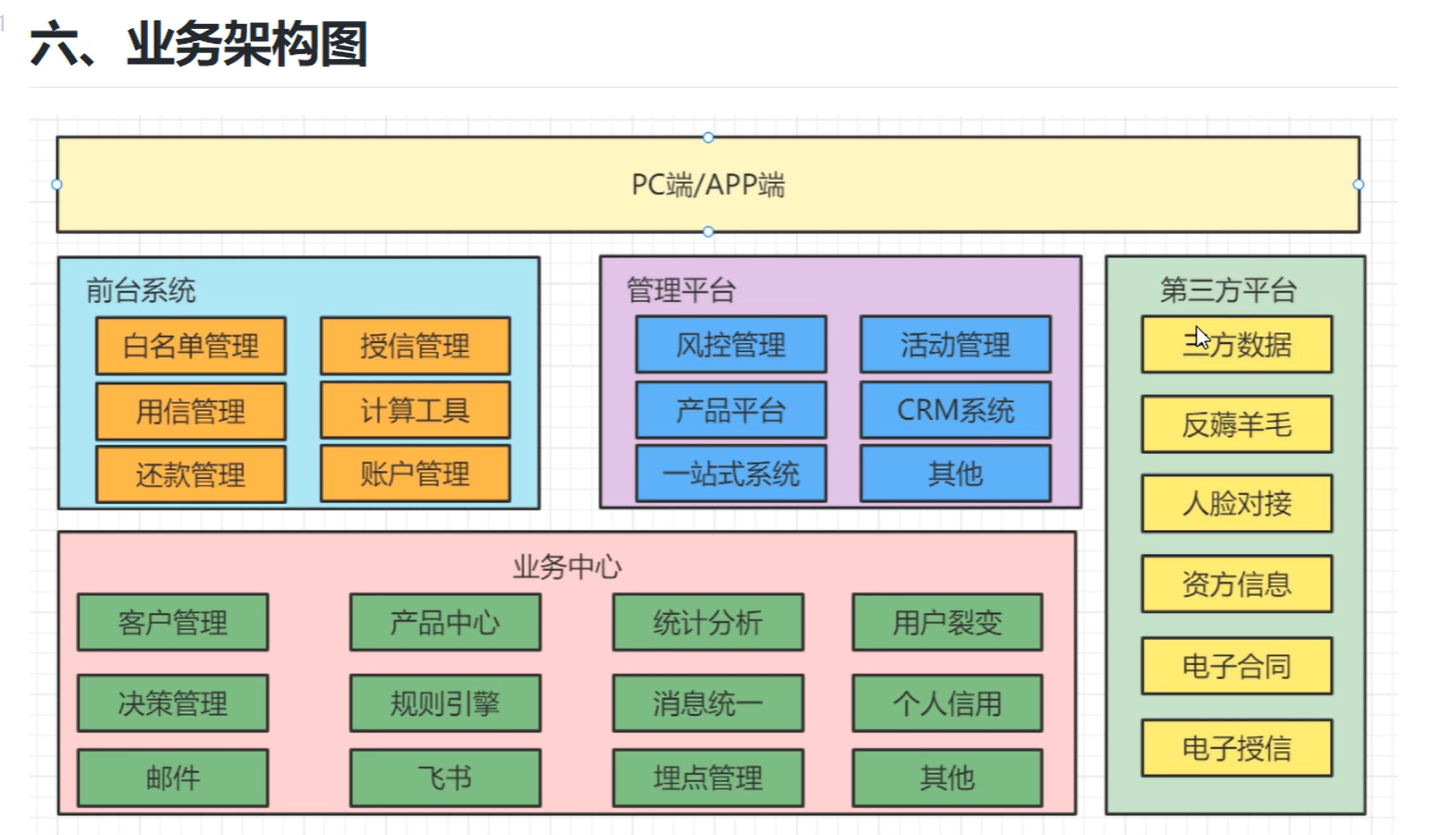 六、业务架构图
PC端/APP端
前台系统
白名单管理
授信管理
用信管理
计算工具
还款管理
账户管理
管理平台
风控管理
活动管理
产品平台
CRM系统
一站式系统
其他
第三方平台
三方数据
反薅羊毛
人脸对接
资方信息
电子合同
电子授信
业务中心
客户管理
产品中心
统计分析
用户裂变
决策管理
规则引擎
消息统一
个人信用
邮件
飞书
埋点管理
其他